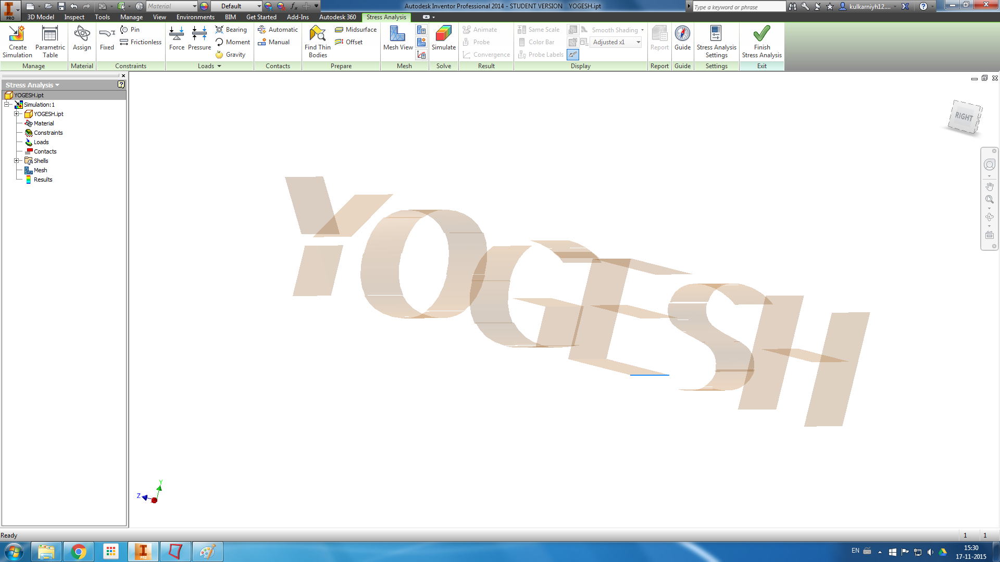 Material
Default
Autodesk Inventor Professional 2014 - STUDENT VERSION YOGESH.ipt
Type a keyword or phrase
kulkarniyh12....
PRO
3D Model Inspect Tools Manage View Environments BIM Get Started Add-Ins Autodesk 360 Stress Analysis
Create Simulation
Parametric Table
Manage
Assign
Material
Fixed
Pin
Frictionless
Constraints
Force
Pressure
Bearing
Moment
Gravity
Loads
Automatic
Manual
Contacts
Find Thin Bodies
Midsurface
Offset
Prepare
Mesh View
Mesh
Simulate
Solve
Animate
Probe
Convergence
Result
Same Scale
Color Bar
Probe Labels
Smooth Shading
Adjusted x1
Display
Report
Report
Guide
Guide
Stress Analysis Settings
Settings
Finish Stress Analysis
Exit
Stress Analysis
YOGESH.ipt
Simulation:1
YOGESH.ipt
Material
Constraints
Loads
Contacts
Shells
Mesh
Results
RIGHT
YOGESH
Y
Z
Ready
1 1
PRO
EN
15:30
17-11-2015